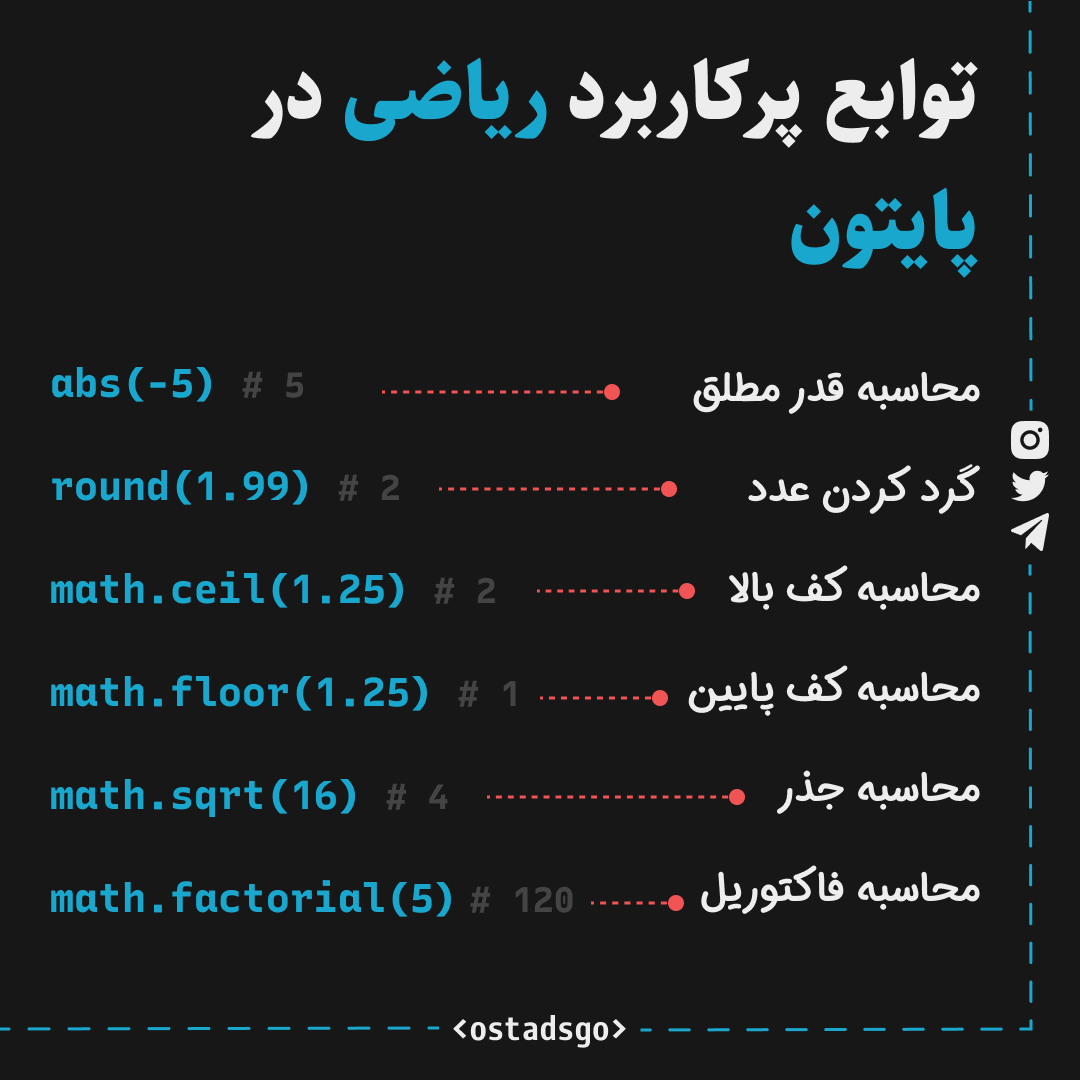 توابع پرکاربرد ریاضی در
پایتون
محاسبه قدر مطلق abs(-5) # 5
گرد کردن عدد round(1.99) # 2
محاسبه کف بالا math.ceil(1.25) # 2
محاسبه کف پایین math.floor(1.25) # 1
محاسبه جذر math.sqrt(16) # 4
محاسبه فاکتوریل math.factorial(5) # 120
<ostadsgo>